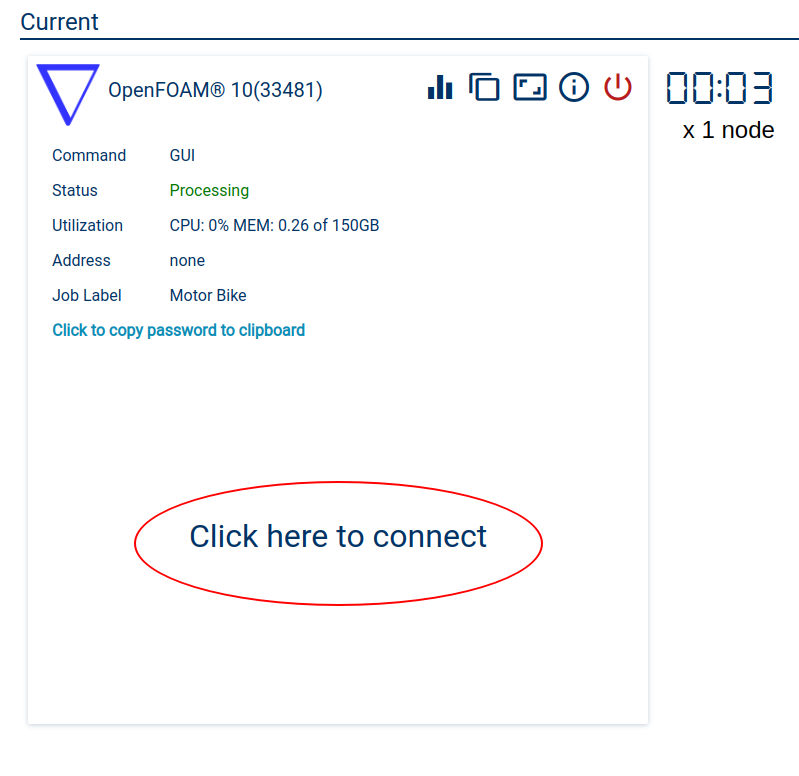 Current
OpenFOAM® 10(33481)
00:03
x 1 node
Command GUI
Status Processing
Utilization CPU: 0% MEM: 0.26 of 150GB
Address none
Job Label Motor Bike
Click to copy password to clipboard
Click here to connect